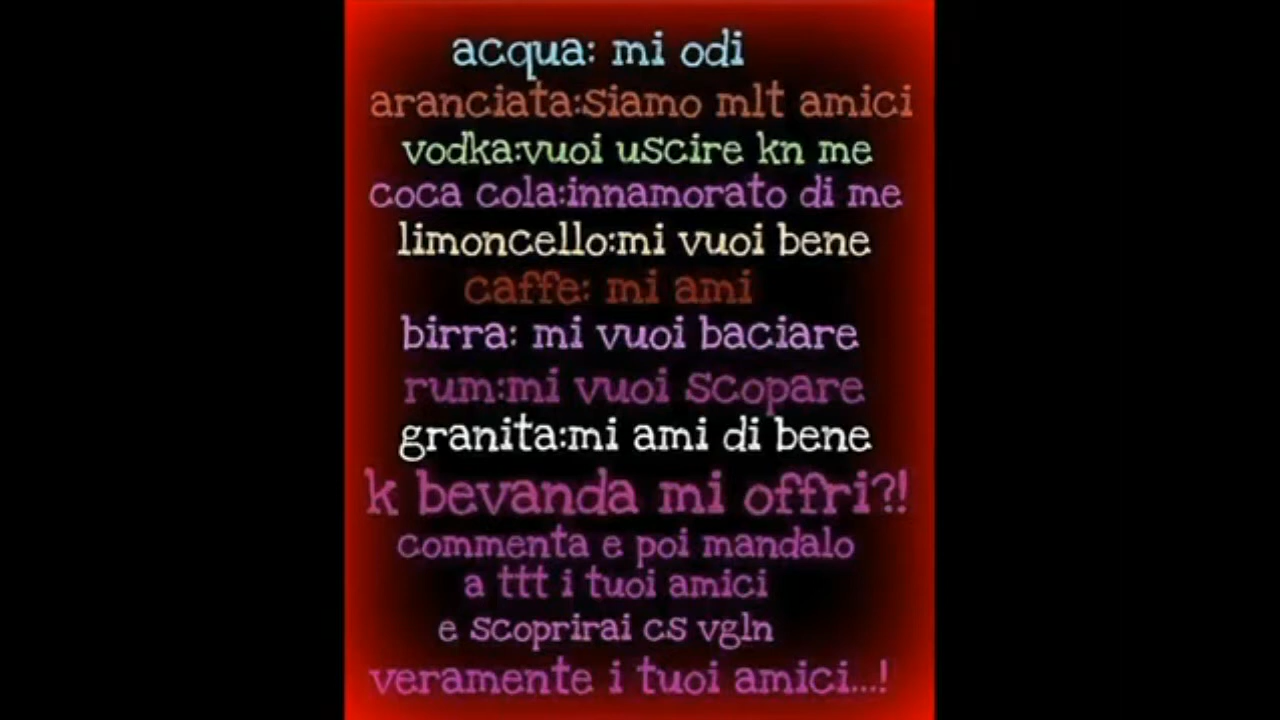 acqua: mi odi
aranciata:siamo mlt amici
vodka:vuoi uscire kn me
coca cola:innamorato di me
limoncello:mi vuoi bene
caffe: mi ami
birra: mi vuoi baciare
rum:mi vuoi scopare
granita:mi ami di bene
k bevanda mi offri?!
commenta e poi mandalo
a ttt i tuoi amici
e scoprirai cs vgln
veramente i tuoi amici...!